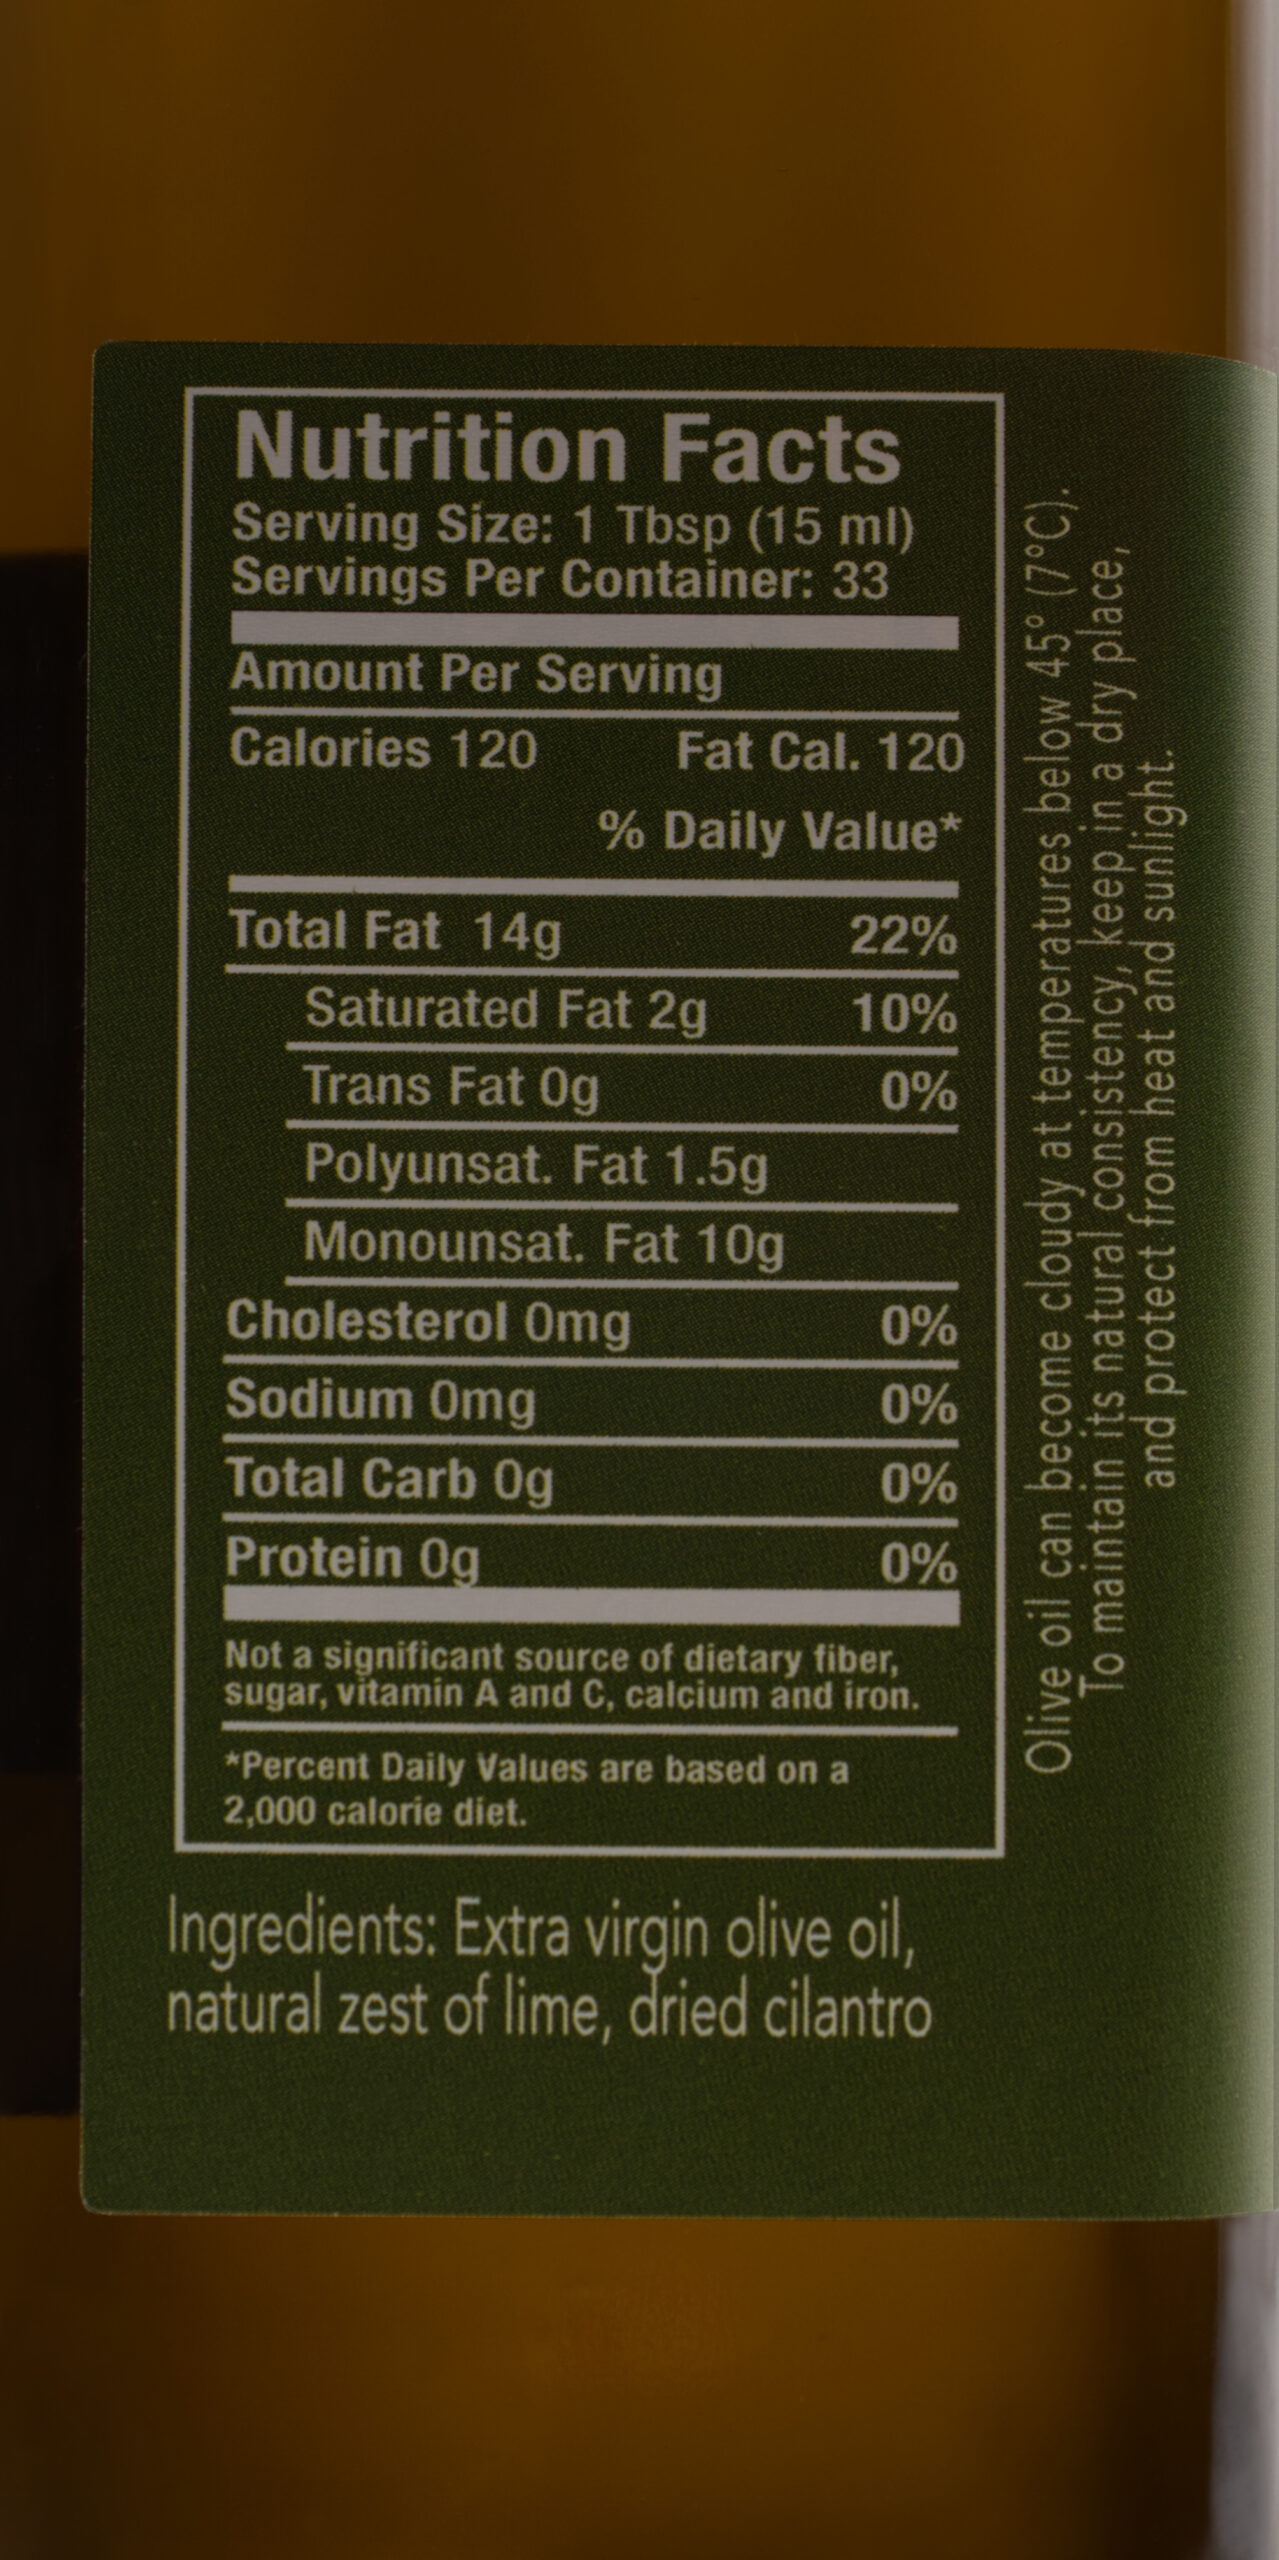 Nutrition Facts
Serving Size: 1 Tbsp (15 ml)
Servings Per Container: 33
Amount Per Serving
Calories 120 Fat Cal. 120
% Daily Value*
Total Fat 14g 22%
Saturated Fat 2g 10%
Trans Fat 0g 0%
Polyunsat. Fat 1.5g
Monounsat. Fat 10g
Cholesterol 0mg 0%
Sodium 0mg 0%
Total Carb 0g 0%
Protein 0g 0%
Not a significant source of dietary fiber,
sugar, vitamin A and C, calcium and iron.
*Percent Daily Values are based on a
2,000 calorie diet.
Ingredients: Extra virgin olive oil,
natural zest of lime, dried cilantro
Olive oil can become cloudy at temperatures below 45° (7°C).
To maintain its natural consistency, keep in a dry place,
and protect from heat and sunlight.